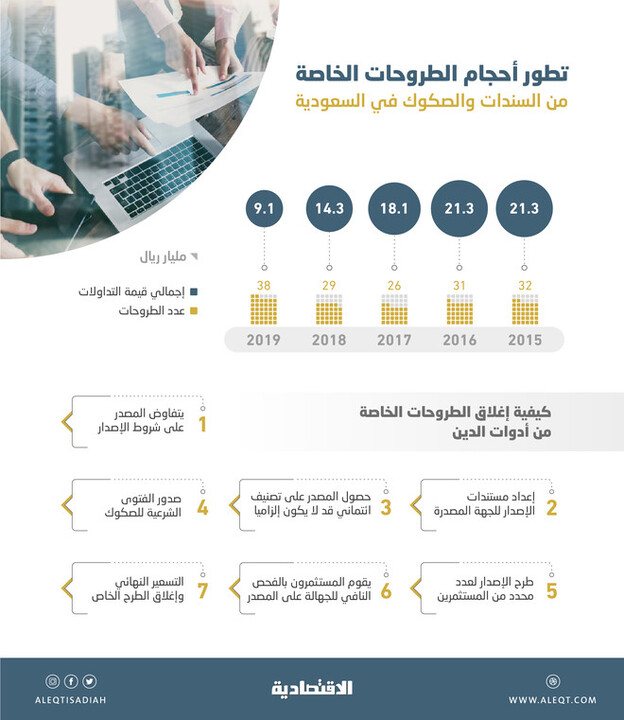 تطور أحجام الطروحات الخاصة
من السندات والصكوك في السعودية
21.3
21.3
18.1
14.3
9.1
مليار ريال
إجمالي قيمة التداولات
عدد الطروحات
32
31
26
29
38
2015
2016
2017
2018
2019
كيفية إغلاق الطروحات الخاصة
من أدوات الدين
1
يتفاوض المصدر
على شروط الإصدار
2
إعداد مستندات
الإصدار للجهة المصدرة
3
حصول المصدر على تصنيف
ائتماني قد لا يكون إلزاميا
4
صدور الفتوى
الشرعية للصكوك
5
طرح الإصدار لعدد
محدد من المستثمرين
6
يقوم المستثمرون بالفحص
النافي للجهالة على المصدر
7
التسعير النهائي
وإغلاق الطرح الخاص
WWW.ALEQT.COM
الاقتصادية
ALEQTISADIAH